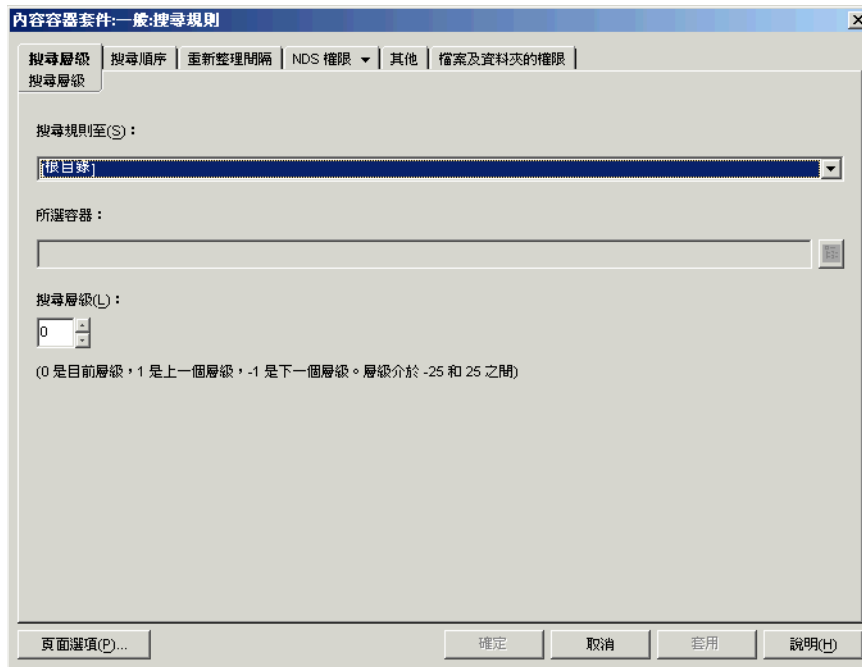 內容容器套件:一般:搜尋規則
搜尋層級 搜尋順序 重新整理間隔 NDS 權限 其他 檔案及資料夾的權限
搜尋層級
搜尋規則至(S)：
[根目錄]
所選容器：
搜尋層級(L)：
0
(0 是目前層級，1 是上一個層級，-1 是下一個層級。層級介於 -25 和 25 之間)
頁面選項(P)... 確定 取消 套用 說明(H)